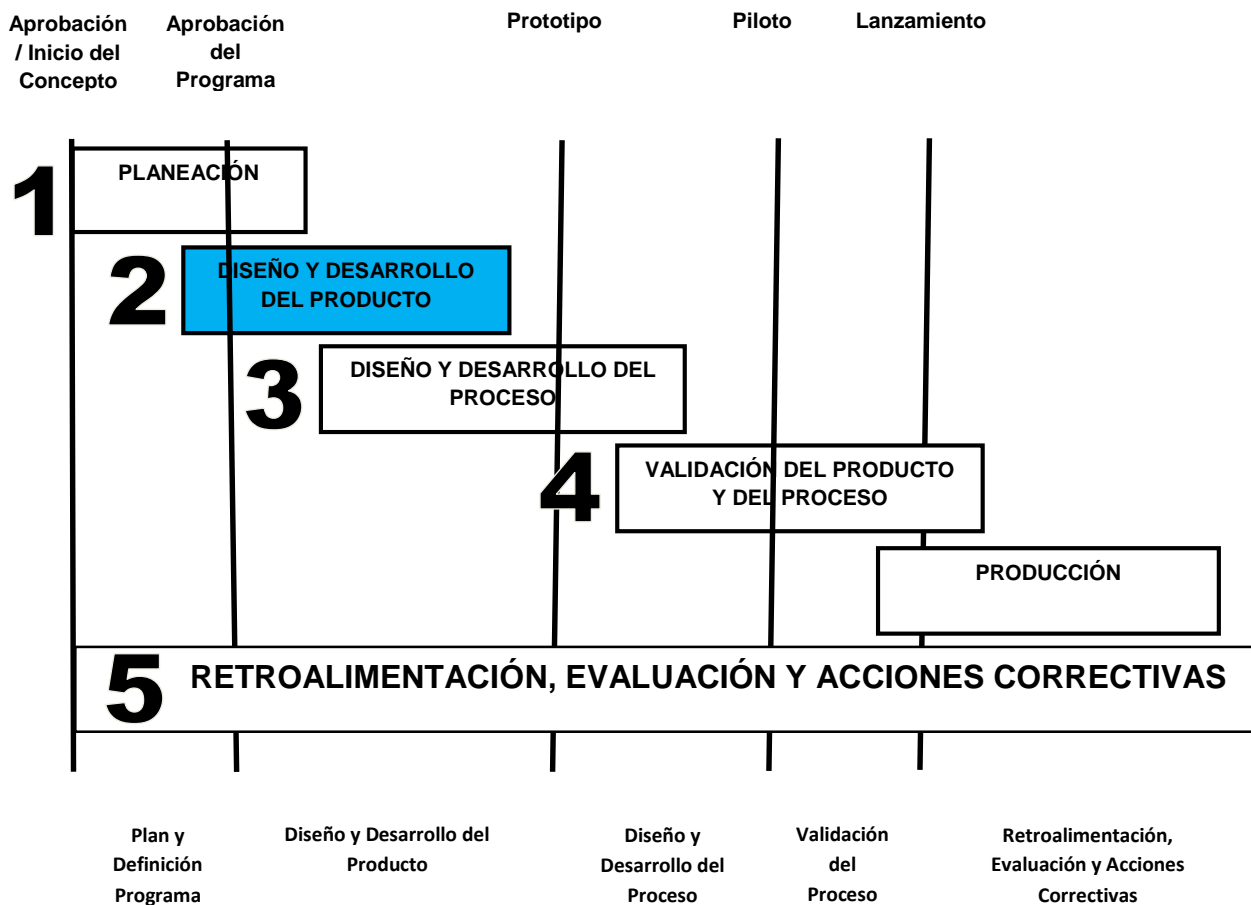 Aprobación
/ Inicio del
Concepto
Aprobación
del
Programa
Prototipo
Piloto
Lanzamiento
1
PLANEACIÓN
2
DISEÑO Y DESARROLLO
DEL PRODUCTO
3
DISEÑO Y DESARROLLO DEL
PROCESO
4
VALIDACIÓN DEL PRODUCTO
Y DEL PROCESO
PRODUCCIÓN
5
RETROALIMENTACIÓN, EVALUACIÓN Y ACCIONES CORRECTIVAS
Plan y
Definición
Programa
Diseño y Desarrollo del
Producto
Diseño y
Desarrollo del
Proceso
Validación
del
Proceso
Retroalimentación,
Evaluación y Acciones
Correctivas